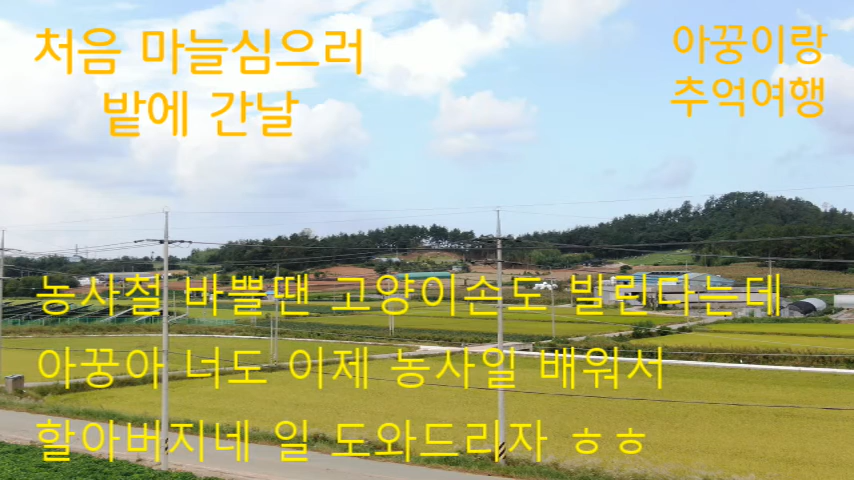 처음 마늘심으러
밭에 간날
아꿍이랑
추억여행
농사철 바쁠땐 고양이손도 빌린다는데
아꿍아 너도 이제 농사일 배워서
할아버지네 일 도와드리자 ㅎㅎ